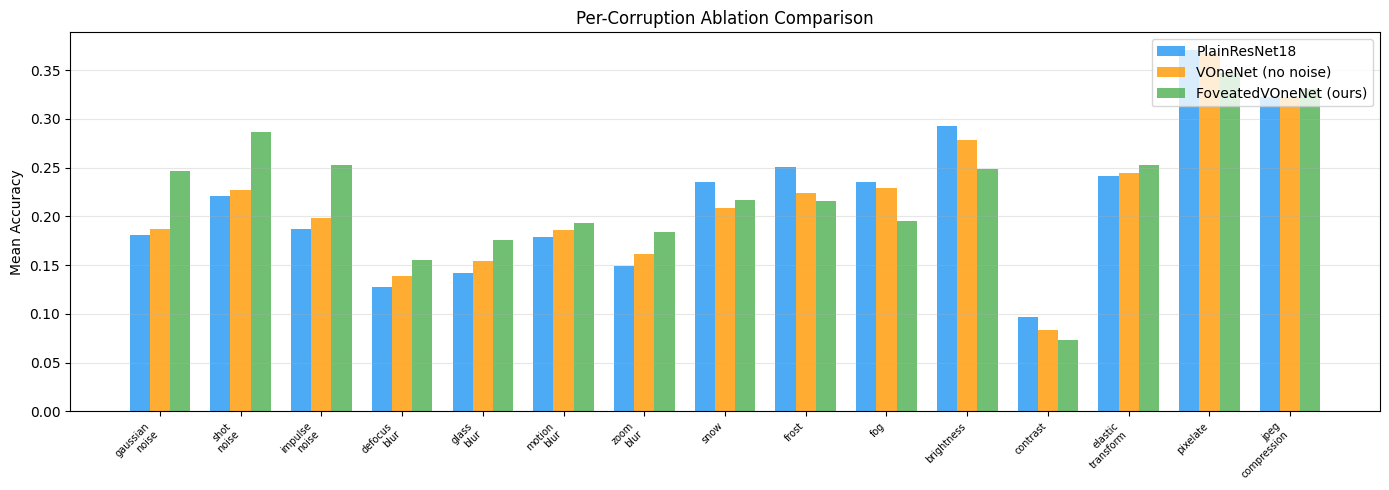 Per-Corruption Ablation Comparison
PlainResNet18
VOneNet (no noise)
FoveatedVOneNet (ours)
Mean Accuracy
0.35
0.30
0.25
0.20
0.15
0.10
0.05
0.00
gaussian
noise
shot
noise
impulse
noise
defocus
blur
glass
blur
motion
blur
zoom
blur
snow
frost
fog
brightness
contrast
elastic
transform
pixelate
jpeg
compression